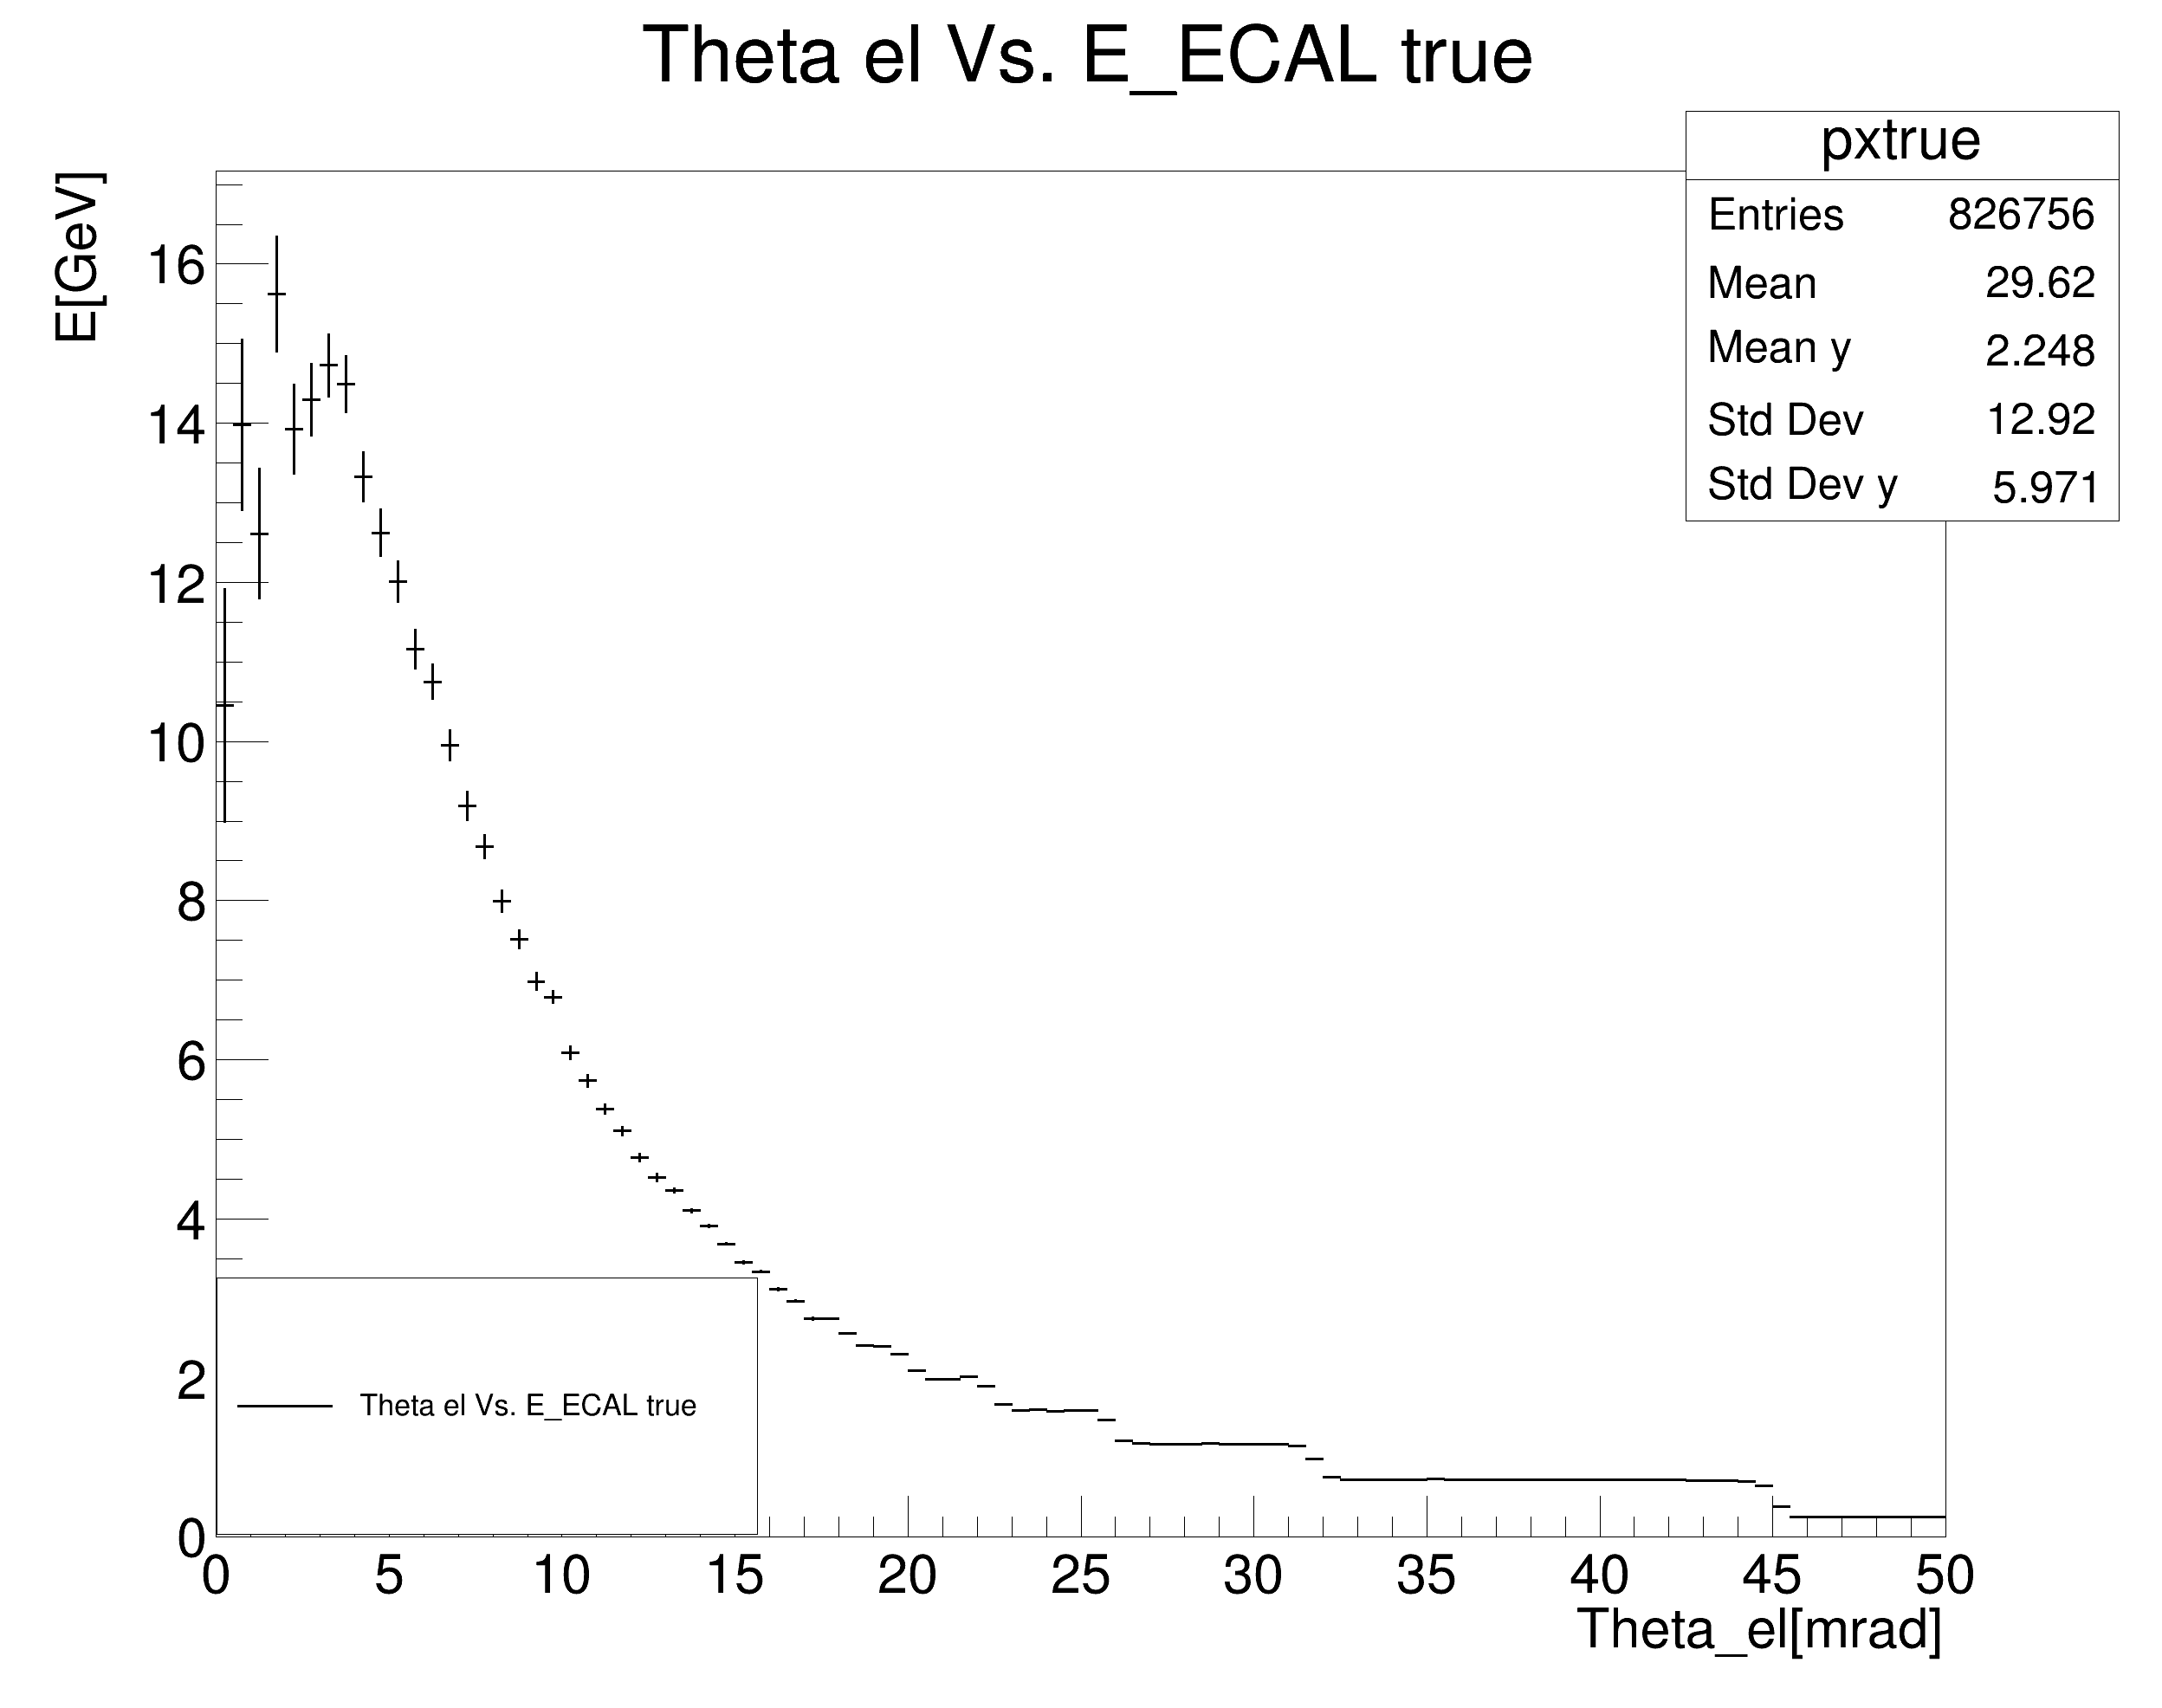 Theta el Vs. E_ECAL true
pxtrue
Entries 826756
Mean 29.62
Mean y 2.248
Std Dev 12.92
Std Dev y 5.971
E[GeV]
16
14
12
10
8
6
4
2
0
Theta el Vs. E_ECAL true
0 5 10 15 20 25 30 35 40 45 50
Theta_el[mrad]